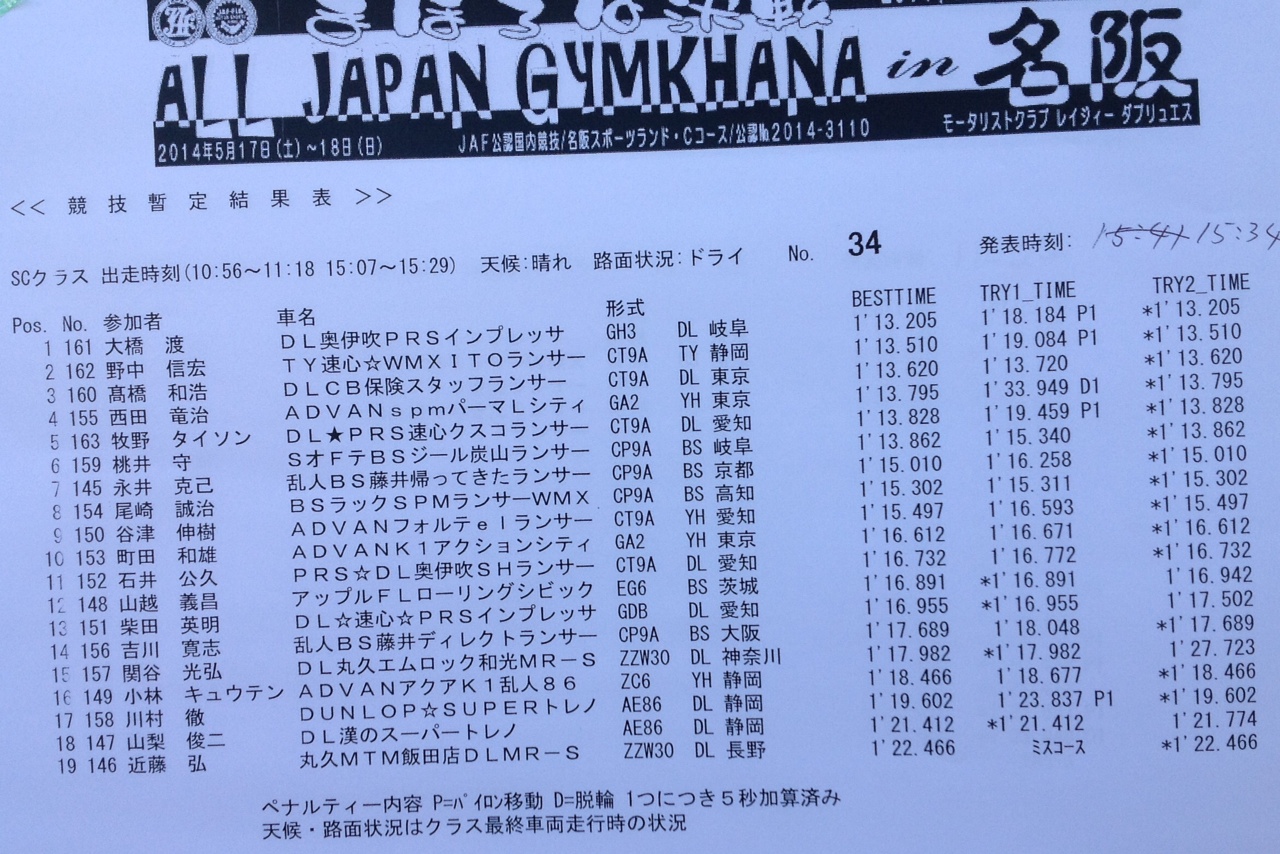 まほろば決戦
ALL JAPAN GYMKHANA in 名阪
2014年5月17日(土)~18日(日) JAF公認国内競技/名阪スポーツランド・Cコース/公認№2014-3110 モータリストクラブ レイジィー ダブリュエス
<< 競技暫定結果表 >>
SCクラス 出走時刻(10:56~11:18 15:07~15:29) 天候:晴れ 路面状況:ドライ No. 34 発表時刻: 15:41 15:34
Pos. No. 参加者 車名 形式 BESTTIME TRY1_TIME TRY2_TIME
1 161 大橋 渡 DL奥伊吹PRSインプレッサ GH3 DL 岐阜 1'13.205 1'18.184 P1 *1'13.205
2 162 野中 信宏 TY速心☆WMXITOランサー CT9A TY 静岡 1'13.510 1'19.084 P1 *1'13.510
3 160 髙橋 和浩 DLCB保険スタッフランサー CT9A DL 東京 1'13.620 1'13.720 *1'13.620
4 155 西田 竜治 ADVANspmパーマLシティ GA2 YH 東京 1'13.795 1'33.949 D1 *1'13.795
5 163 牧野 タイソン DL★PRS速心クスコランサー CT9A DL 愛知 1'13.828 1'19.459 P1 *1'13.828
6 159 桃井 守 SオFテBSジール炭山ランサー CP9A BS 岐阜 1'13.862 1'15.340 *1'13.862
7 145 永井 克己 乱人BS藤井帰ってきたランサー CP9A BS 京都 1'15.010 1'16.258 *1'15.010
8 154 尾崎 誠治 BSラックSPMランサーWMX CP9A BS 高知 1'15.302 1'15.311 *1'15.302
9 150 谷津 伸樹 ADVANフォルテelランサー CT9A YH 愛知 1'15.497 1'16.593 *1'15.497
10 153 町田 和雄 ADVANK1アクションシティ GA2 YH 東京 1'16.612 1'16.671 *1'16.612
11 152 石井 公久 PRS☆DL奥伊吹SHランサー CT9A DL 愛知 1'16.732 1'16.772 *1'16.732
12 148 山越 義昌 アップルFLローリングシビック EG6 BS 茨城 1'16.891 *1'16.891 1'16.942
13 151 柴田 英明 DL☆速心☆PRSインプレッサ GDB DL 愛知 1'16.955 *1'16.955 1'17.502
14 156 吉川 寛志 乱人BS藤井ディレクトランサー CP9A BS 大阪 1'17.689 1'18.048 *1'17.689
15 157 関谷 光弘 DL丸久エムロック和光MR－S ZZW30 DL 神奈川 1'17.982 *1'17.982 1'27.723
16 149 小林 キュウテン ADVANアクアK1乱人86 ZC6 YH 静岡 1'18.466 1'18.677 *1'18.466
17 158 川村 徹 DUNLOP☆SUPERトレノ AE86 DL 静岡 1'19.602 1'23.837 P1 *1'19.602
18 147 山梨 俊二 DL漢のスーパートレノ AE86 DL 静岡 1'21.412 *1'21.412 1'21.774
19 146 近藤 弘 丸久MTM飯田店DLMR－S ZZW30 DL 長野 1'22.466 ミスコース *1'22.466
ペナルティー内容 P=パイロン移動 D=脱輪 1つにつき5秒加算済み
天候・路面状況はクラス最終車両走行時の状況